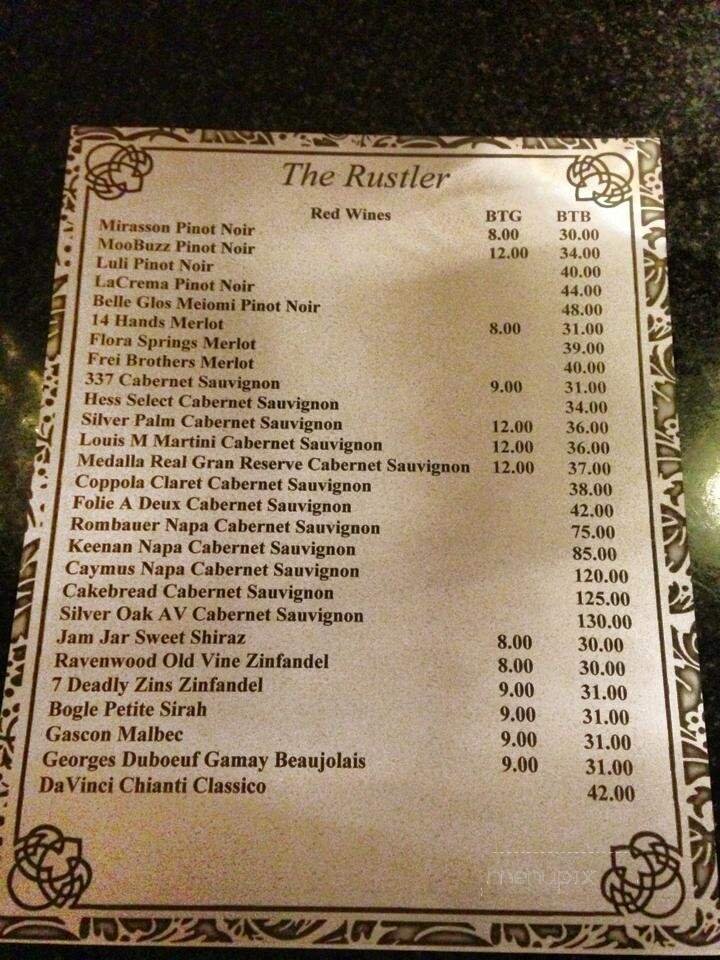 The Rustler
Red Wines BTG BTB
Mirasson Pinot Noir 8.00 30.00
MooBuzz Pinot Noir 12.00 34.00
Luli Pinot Noir 40.00
LaCrema Pinot Noir 44.00
Belle Glos Meiomi Pinot Noir 48.00
14 Hands Merlot 8.00 31.00
Flora Springs Merlot 39.00
Frei Brothers Merlot 40.00
337 Cabernet Sauvignon 9.00 31.00
Hess Select Cabernet Sauvignon 34.00
Silver Palm Cabernet Sauvignon 12.00 36.00
Louis M Martini Cabernet Sauvignon 12.00 36.00
Medalla Real Gran Reserve Cabernet Sauvignon 12.00 37.00
Coppola Claret Cabernet Sauvignon 38.00
Folie A Deux Cabernet Sauvignon 42.00
Rombauer Napa Cabernet Sauvignon 75.00
Keenan Napa Cabernet Sauvignon 85.00
Caymus Napa Cabernet Sauvignon 120.00
Cakebread Cabernet Sauvignon 125.00
Silver Oak AV Cabernet Sauvignon 130.00
Jam Jar Sweet Shiraz 8.00 30.00
Ravenwood Old Vine Zinfandel 8.00 30.00
7 Deadly Zins Zinfandel 9.00 31.00
Bogle Petite Sirah 9.00 31.00
Gascon Malbec 9.00 31.00
Georges Duboeuf Gamay Beaujolais 9.00 31.00
DaVinci Chianti Classico 42.00
menupix